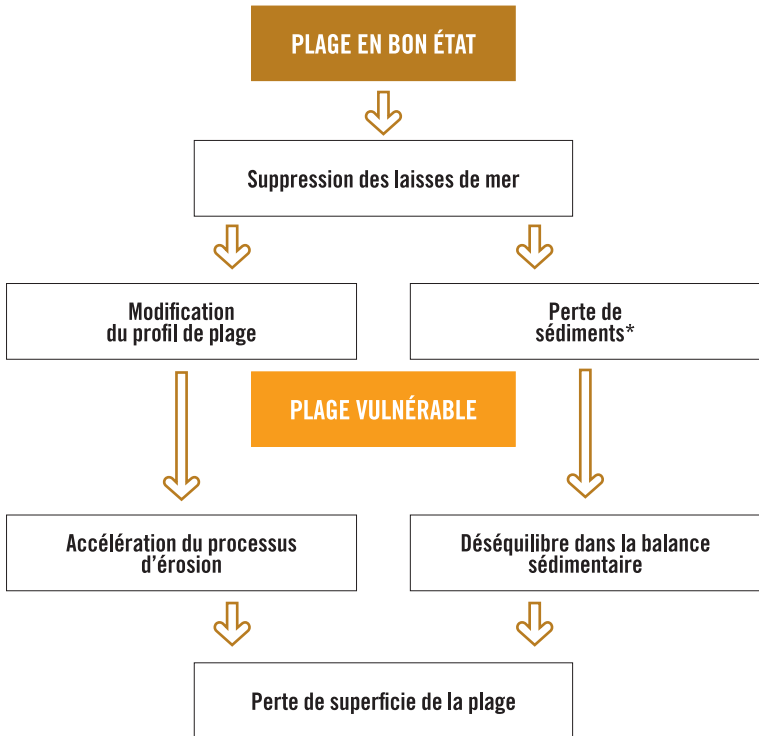 PLAGE EN BON ÉTAT
Suppression des laisses de mer
Modification
du profil de plage
Perte de
sédiments*
PLAGE VULNÉRABLE
Accélération du processus
d'érosion
Déséquilibre dans la balance
sédimentaire
Perte de superficie de la plage